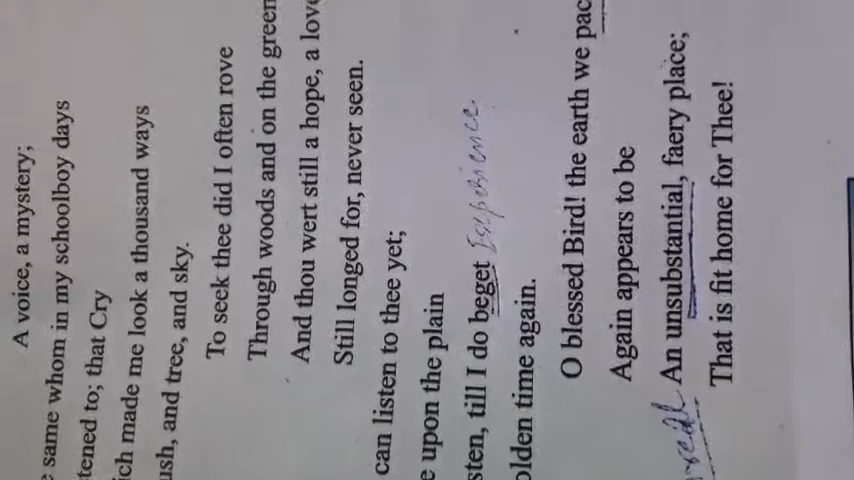 A voice, a mystery;
same whom in my schoolboy days
tened to; that Cry
ich made me look a thousand ways
ush, and tree, and sky.
To seek thee did I often rove
Through woods and on the green
And thou wert still a hope, a love
Still longed for, never seen.
can listen to thee yet;
e upon the plain
sten, till I do beget
olden time again.
O blessed Bird! the earth we pac
Again appears to be
An unsubstantial, faery place;
That is fit home for Thee!